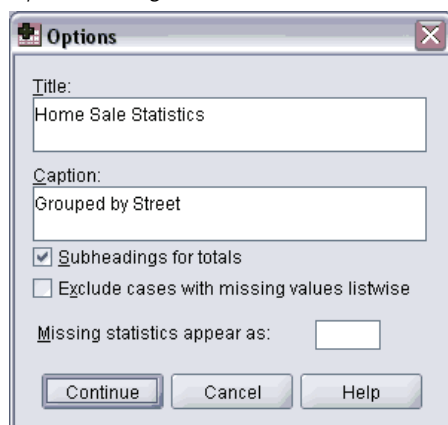 Options
Title:
Home Sale Statistics
Caption:
Grouped by Street
Subheadings for totals
Exclude cases with missing values listwise
Missing statistics appear as:
Continue Cancel Help